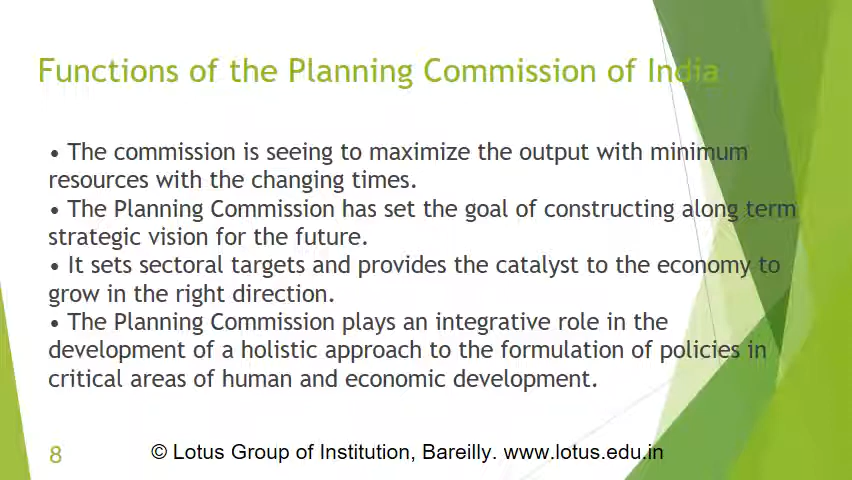 Functions of the Planning Commission of India
• The commission is seeing to maximize the output with minimum
resources with the changing times.
• The Planning Commission has set the goal of constructing along term
strategic vision for the future.
• It sets sectoral targets and provides the catalyst to the economy to
grow in the right direction.
• The Planning Commission plays an integrative role in the
development of a holistic approach to the formulation of policies in
critical areas of human and economic development.
8
© Lotus Group of Institution, Bareilly. www.lotus.edu.in